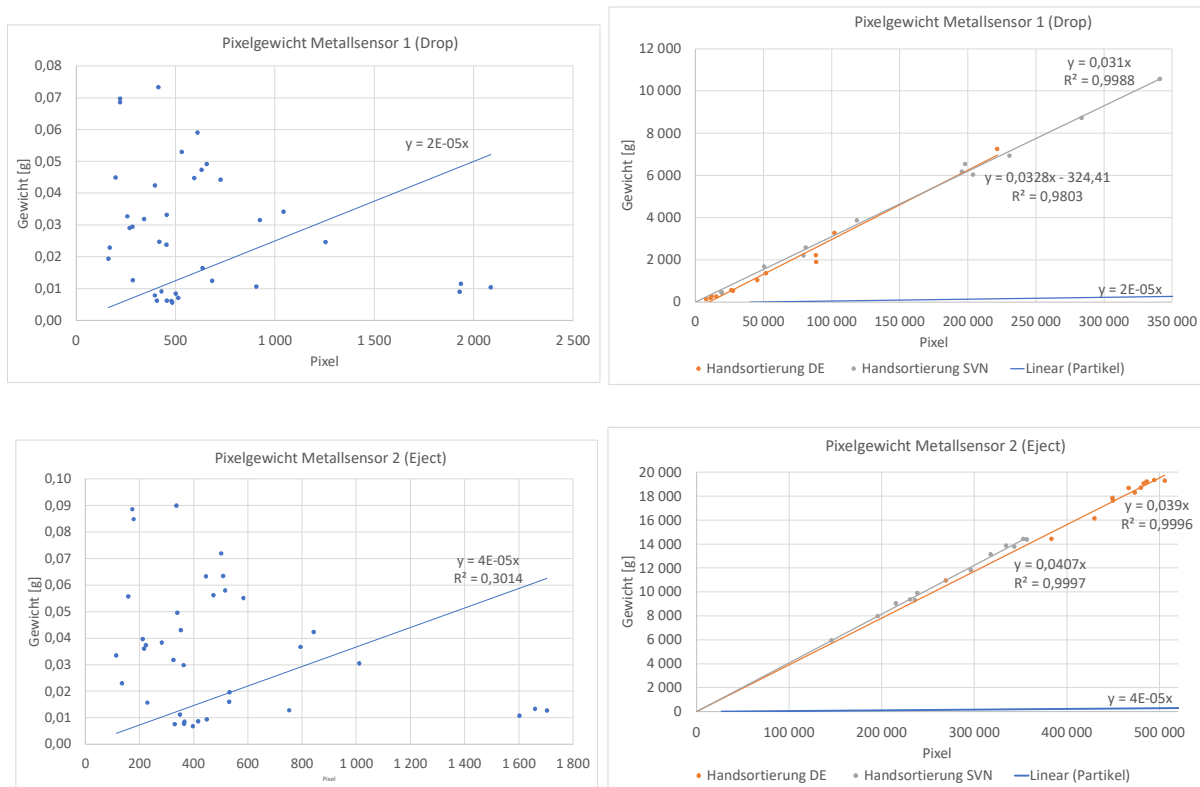 Pixelgewicht Metallsensor 1 (Drop)
Gewicht [g]
0,08
0,07
0,06
0,05
0,04
0,03
0,02
0,01
0,00
y = 2E-05x
0 500 1 000 1 500 2 000 2 500
Pixel
Pixelgewicht Metallsensor 1 (Drop)
Gewicht [g]
12 000
10 000
8 000
6 000
4 000
2 000
0
y = 0,031x
R² = 0,9988
y = 0,0328x - 324,41
R² = 0,9803
y = 2E-05x
0 50 000 100 000 150 000 200 000 250 000 300 000 350 000
Pixel
Handsortierung DE Handsortierung SVN Linear (Partikel)
Pixelgewicht Metallsensor 2 (Eject)
Gewicht [g]
0,10
0,09
0,08
0,07
0,06
0,05
0,04
0,03
0,02
0,01
0,00
y = 4E-05x
R² = 0,3014
0 200 400 600 800 1 000 1 200 1 400 1 600 1 800
Pixel
Pixelgewicht Metallsensor 2 (Eject)
Gewicht [g]
20 000
18 000
16 000
14 000
12 000
10 000
8 000
6 000
4 000
2 000
0
y = 0,039x
R² = 0,9996
y = 0,0407x
R² = 0,9997
y = 4E-05x
0 100 000 200 000 300 000 400 000 500 000
Pixel
Handsortierung DE Handsortierung SVN Linear (Partikel)